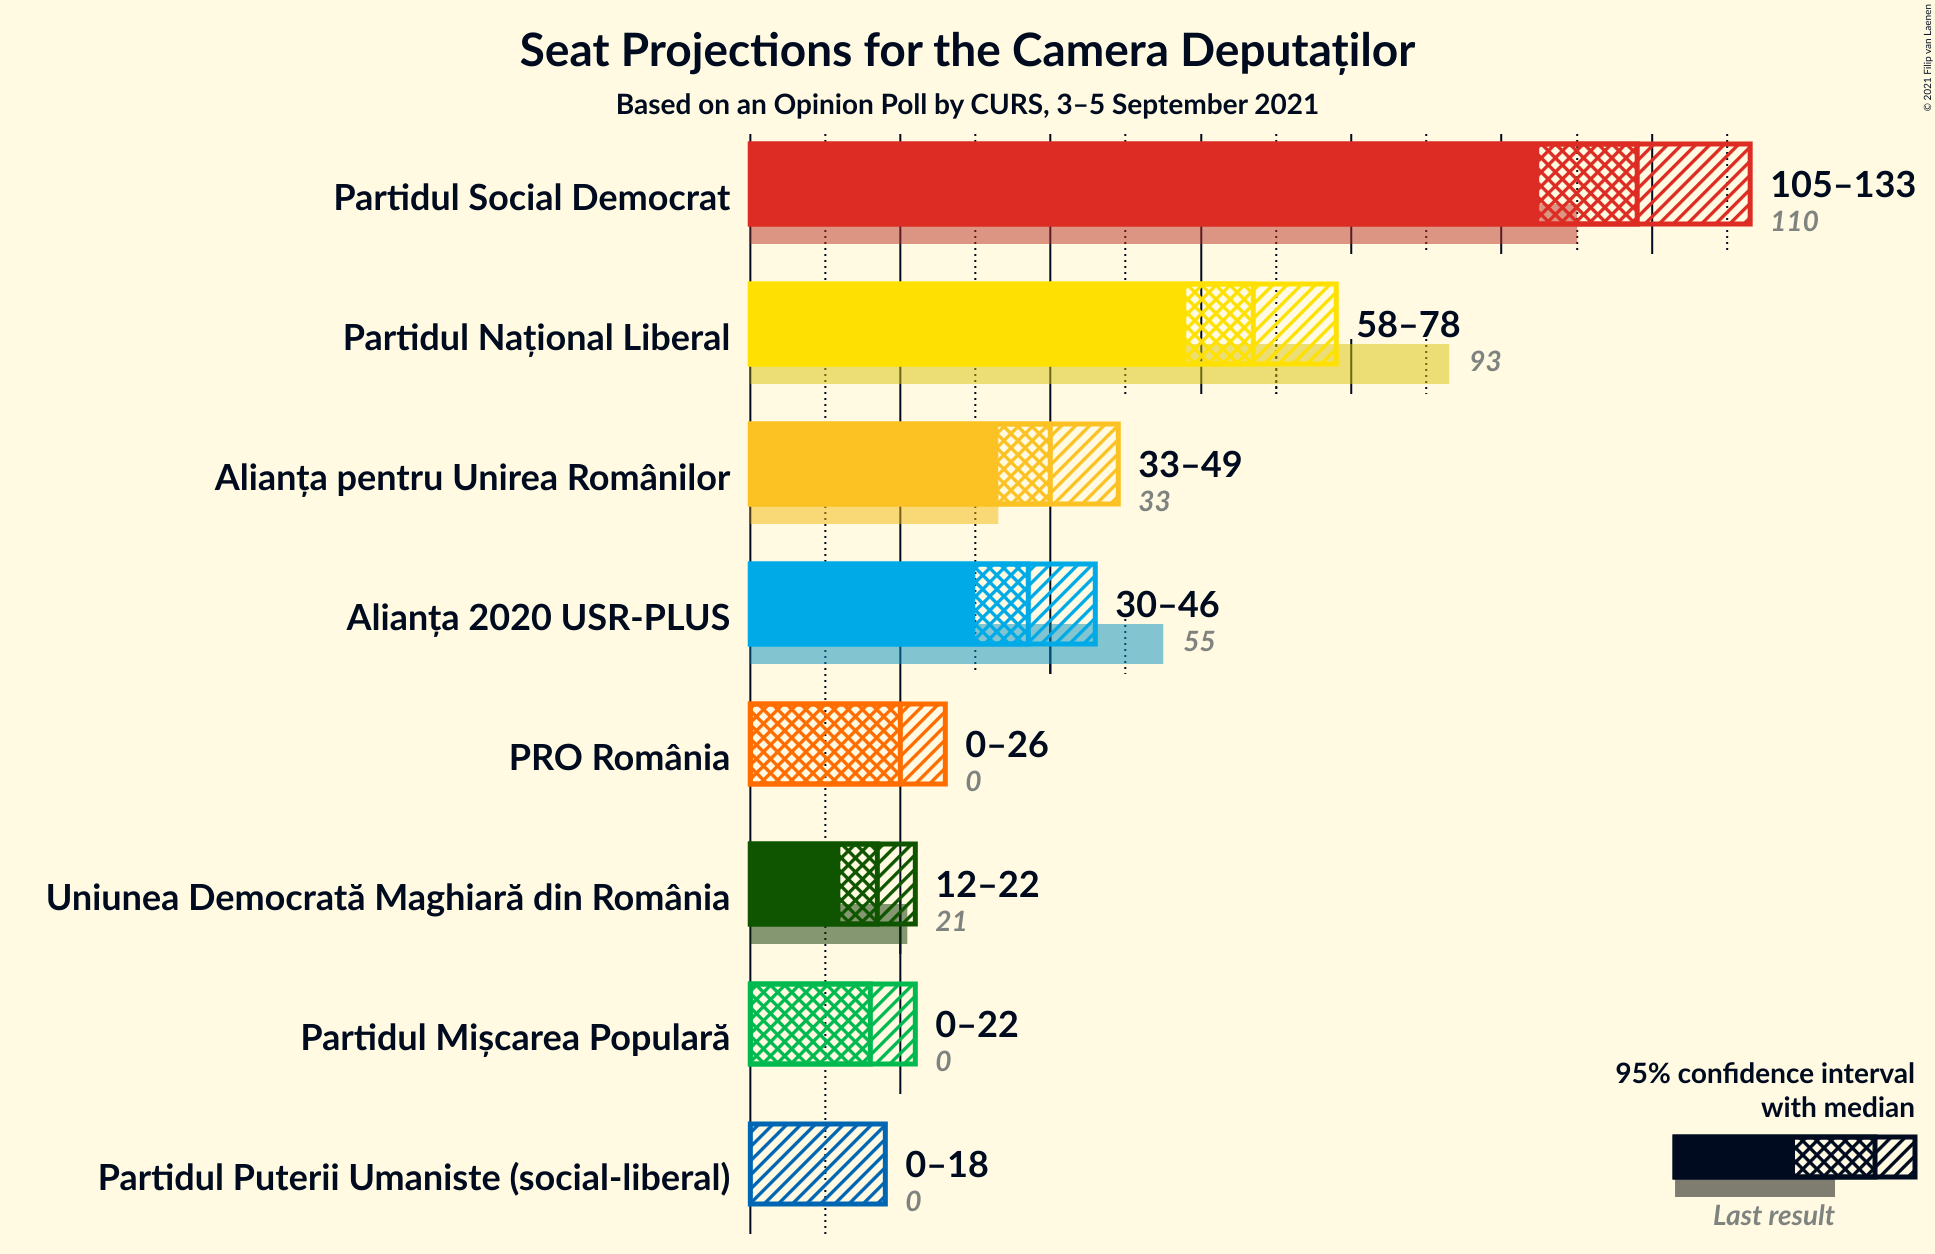 Seat Projections for the Camera Deputaților
Based on an Opinion Poll by CURS, 3–5 September 2021
© 2021 Filip van Laenen
Partidul Social Democrat
105–133
110
Partidul Național Liberal
58–78
93
Alianța pentru Unirea Românilor
33–49
33
Alianța 2020 USR-PLUS
30–46
55
PRO România
0–26
0
Uniunea Democrată Maghiară din România
12–22
21
Partidul Mișcarea Populară
0–22
0
Partidul Puterii Umaniste (social-liberal)
0–18
0
95% confidence interval
with median
Last result